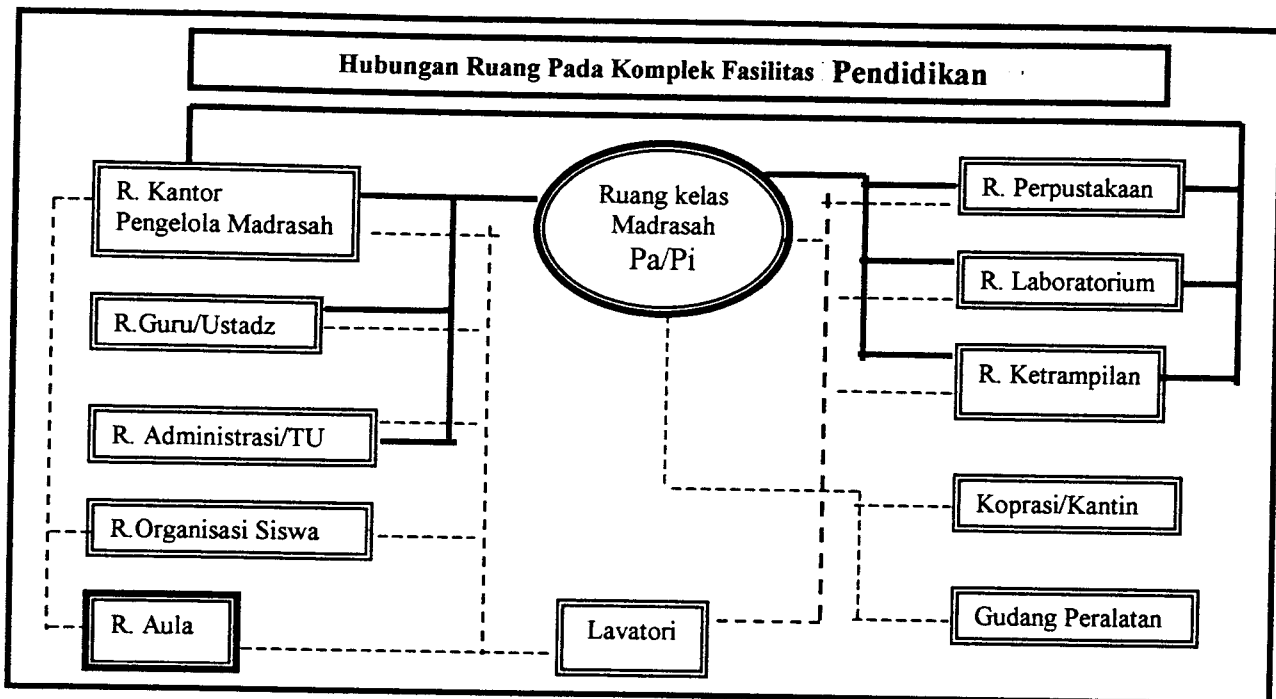 Hubungan Ruang Pada Komplek Fasilitas Pendidikan
R. Kantor
Pengelola Madrasah
R.Guru/Ustadz
R. Administrasi/TU
R.Organisasi Siswa
R. Aula
Ruang kelas
Madrasah
Pa/Pi
Lavatori
R. Perpustakaan
R. Laboratorium
R. Ketrampilan
Koprasi/Kantin
Gudang Peralatan